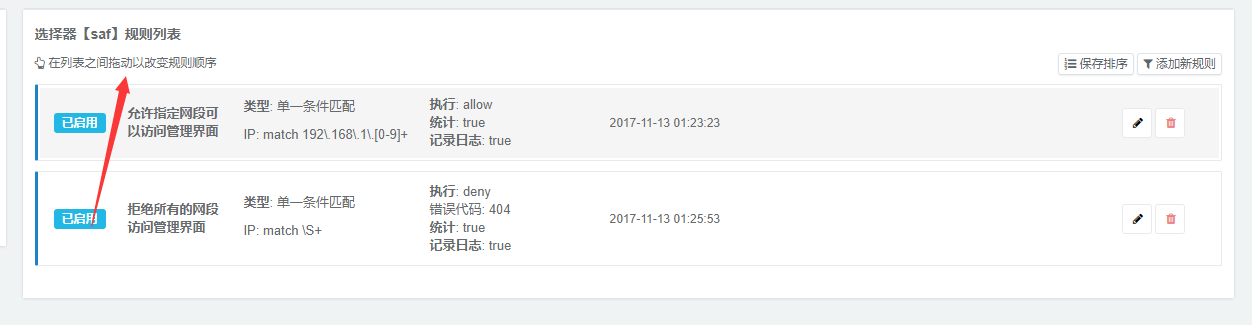 选择器【saf】规则列表
在列表之间拖动以改变规则顺序
保存排序
添加新规则
已启用
允许指定网段可
以访问管理界面
类型: 单一条件匹配
IP: match 192\.168\.1\.[0-9]+
执行: allow
统计: true
记录日志: true
2017-11-13 01:23:23
已启用
拒绝所有的网段
访问管理界面
类型: 单一条件匹配
IP: match \S+
执行: deny
错误代码: 404
统计: true
记录日志: true
2017-11-13 01:25:53